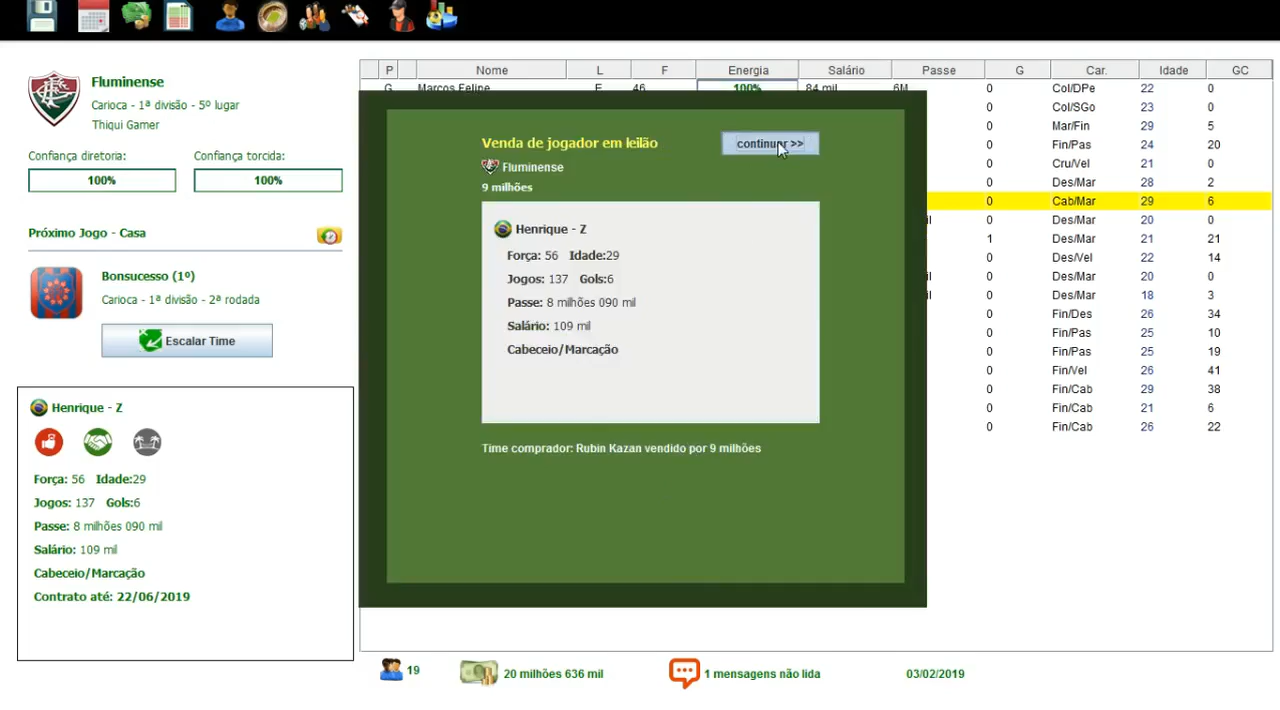 Fluminense
Carioca - 1ª divisão - 5º lugar
Thiqui Gamer
Confiança diretoria:
Confiança torcida:
100%
100%
Próximo Jogo - Casa
Bonsucesso (1º)
Carioca - 1ª divisão - 2ª rodada
Escalar Time
Henrique - Z
Força: 56 Idade:29
Jogos: 137 Gols:6
Passe: 8 milhões 090 mil
Salário: 109 mil
Cabeceio/Marcação
Contrato até: 22/06/2019
P Nome L F Energia Salário Passe G Car. Idade GC
G Marcos Felipe E 46 100% 84 mil 6M 0 Col/DPe 22 0
0 Col/SGo 23 0
0 Mar/Fin 29 5
0 Fin/Pas 24 20
0 Cru/Vel 21 0
0 Des/Mar 28 2
0 Cab/Mar 29 6
il 0 Des/Mar 20 0
1 Des/Mar 21 21
0 Des/Vel 22 14
il 0 Des/Mar 20 0
il 0 Des/Mar 18 3
0 Fin/Des 26 34
0 Fin/Pas 25 10
0 Fin/Pas 25 19
0 Fin/Vel 26 41
0 Fin/Cab 29 38
0 Fin/Cab 21 6
0 Fin/Cab 26 22
Venda de jogador em leilão
continuar >>
Fluminense
9 milhões
Henrique - Z
Força: 56 Idade:29
Jogos: 137 Gols:6
Passe: 8 milhões 090 mil
Salário: 109 mil
Cabeceio/Marcação
Time comprador: Rubin Kazan vendido por 9 milhões
19
20 milhões 636 mil
1 mensagens não lida
03/02/2019